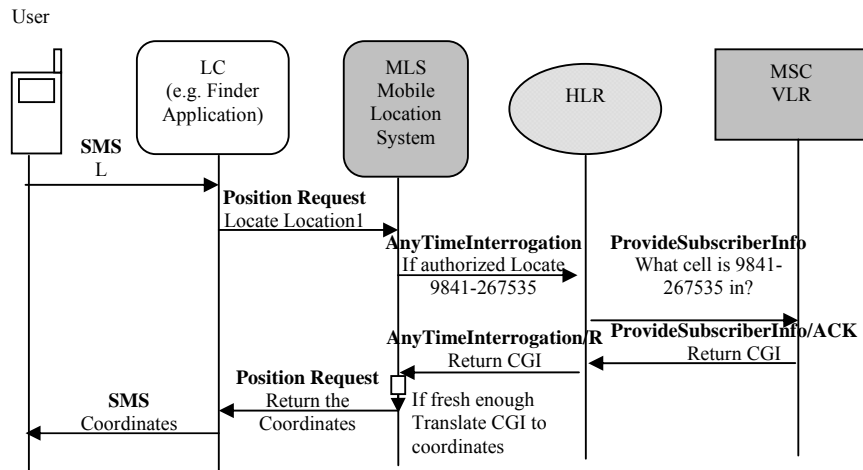 User
LC
(e.g. Finder
Application)
MLS
Mobile
Location
System
HLR
MSC
VLR
SMS
L
Position Request
Locate Location1
AnyTimeInterrogation
If authorized Locate
9841-267535
ProvideSubscriberInfo
What cell is 9841-
267535 in?
ProvideSubscriberInfo/ACK
Return CGI
AnyTimeInterrogation/R
Return CGI
If fresh enough
Translate CGI to
coordinates
Position Request
Return the
Coordinates
SMS
Coordinates